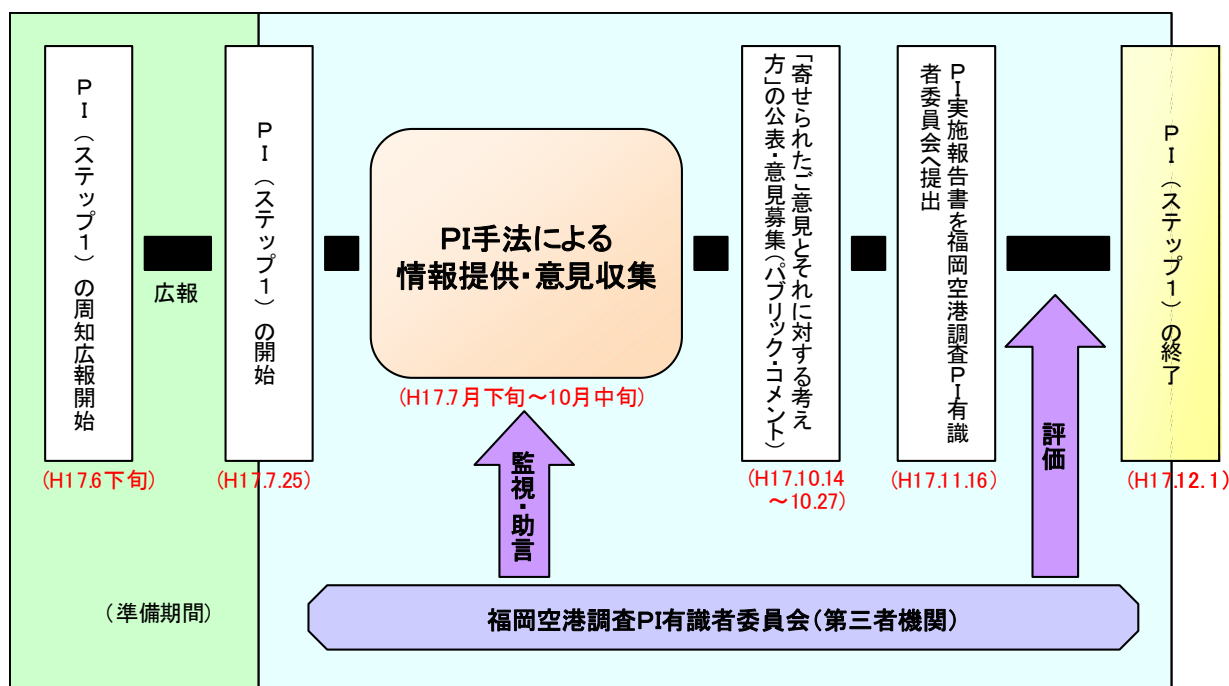 PI(ステップ1)の周知広報開始
(H17.6下旬)
広報
PI(ステップ1)の開始
(H17.7.25)
PI手法による
情報提供・意見収集
(H17.7月下旬～10月中旬)
監視・助言
「寄せられたご意見とそれに対する考え
方」の公表・意見募集(パブリック・コメント)
(H17.10.14
～10.27)
PI実施報告書を福岡空港調査PI有識
者委員会へ提出
(H17.11.16)
評価
PI(ステップ1)の終了
(H17.12.1)
(準備期間)
福岡空港調査PI有識者委員会(第三者機関)